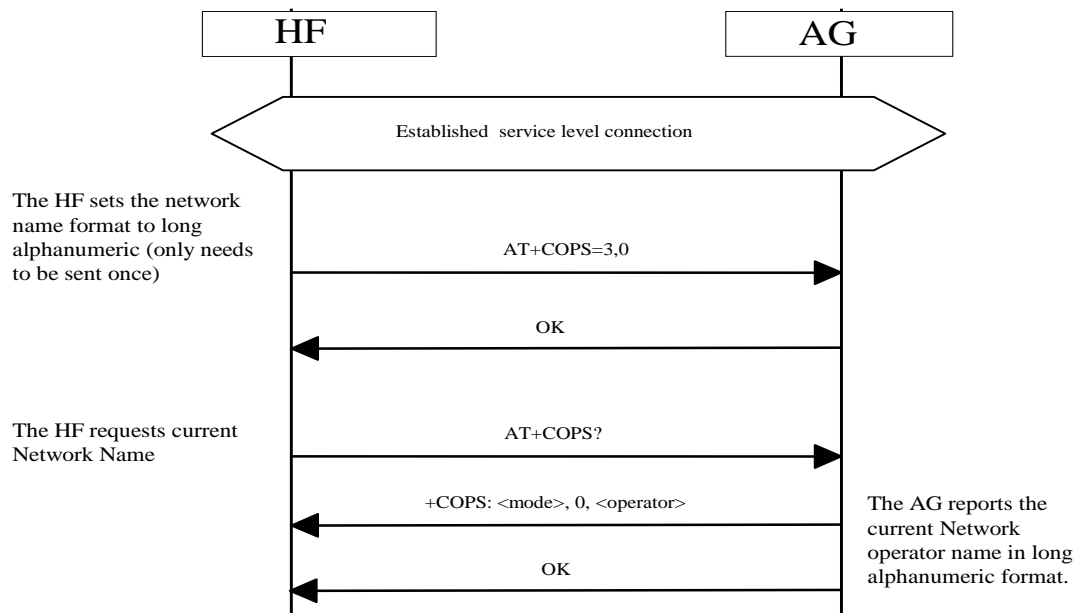 HF
AG
Established service level connection
The HF sets the network
name format to long
alphanumeric (only needs
to be sent once)
AT+COPS=3,0
OK
The HF requests current
Network Name
AT+COPS?
+COPS: <mode>, 0, <operator>
The AG reports the
current Network
operator name in long
alphanumeric format.
OK